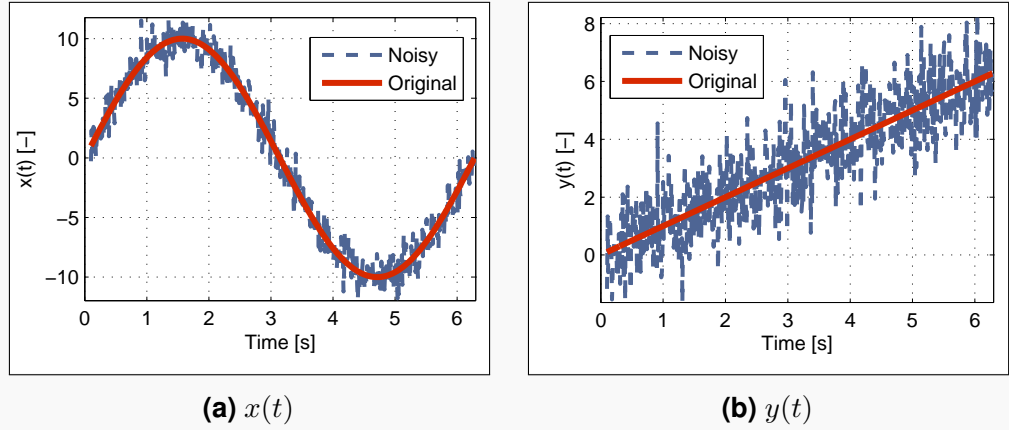 10
5
0
−5
−10
x(t) [−]
Noisy
Original
0 1 2 3 4 5 6
Time [s]
(a) x(t)
8
6
4
2
0
y(t) [−]
Noisy
Original
0 1 2 3 4 5 6
Time [s]
(b) y(t)